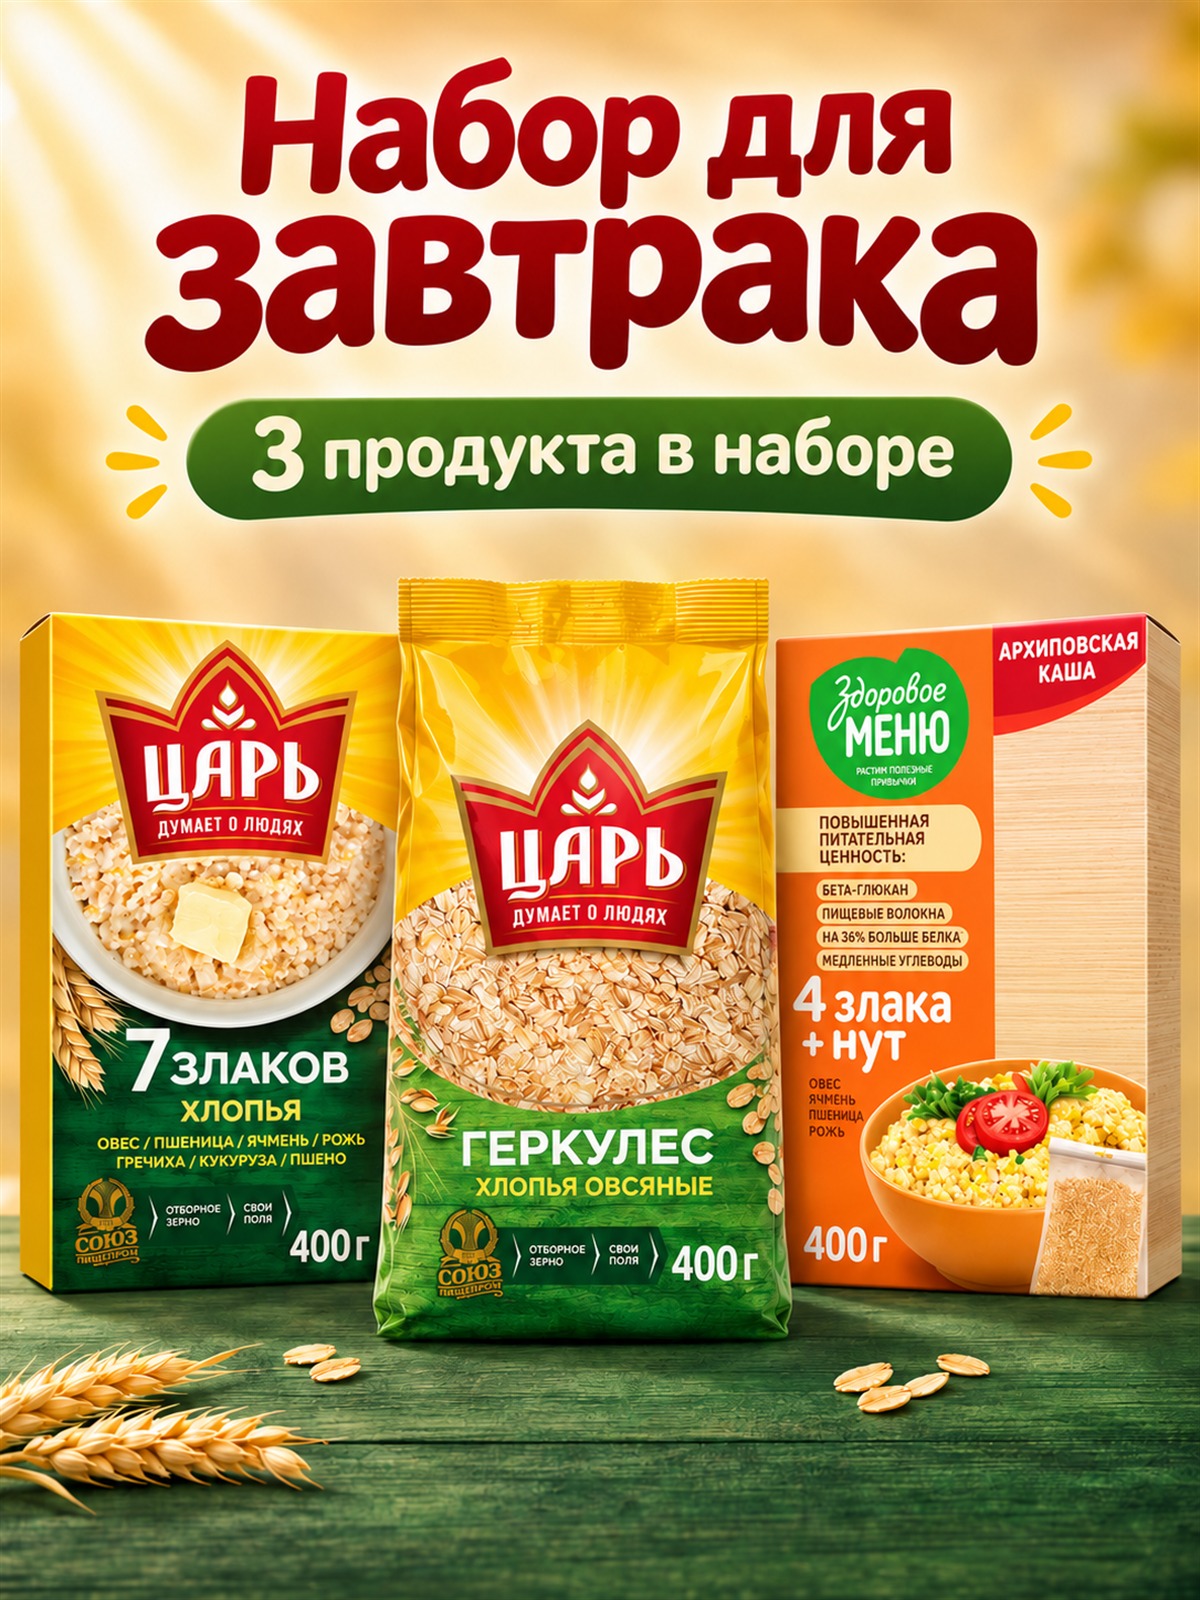 Набор для
завтрака
3 продукта в наборе
ЦАРЬ
ДУМАЕТ О ЛЮДЯХ
7 ЗЛАКОВ
ХЛОПЬЯ
ОВЕС / ПШЕНИЦА / ЯЧМЕНЬ / РОЖЬ
ГРЕЧИХА / КУКУРУЗА / ПШЕНО
СОЮЗ
ПИЩЕПРОМ
ОТБОРНОЕ
ЗЕРНО
СВОИ
ПОЛЯ
400 г
ЦАРЬ
ДУМАЕТ О ЛЮДЯХ
ГЕРКУЛЕС
ХЛОПЬЯ ОВСЯНЫЕ
СОЮЗ
ПИЩЕПРОМ
ОТБОРНОЕ
ЗЕРНО
СВОИ
ПОЛЯ
400 г
АРХИПОВСКАЯ
КАША
Здоровое
МЕНЮ
РАСТИМ ПОЛЕЗНЫЕ
ПРИВЫЧКИ
ПОВЫШЕННАЯ
ПИТАТЕЛЬНАЯ
ЦЕННОСТЬ:
БЕТА-ГЛЮКАН
ПИЩЕВЫЕ ВОЛОКНА
НА 36% БОЛЬШЕ БЕЛКА*
МЕДЛЕННЫЕ УГЛЕВОДЫ
4 злака
+ нут
ОВЕС
ЯЧМЕНЬ
ПШЕНИЦА
РОЖЬ
400 г